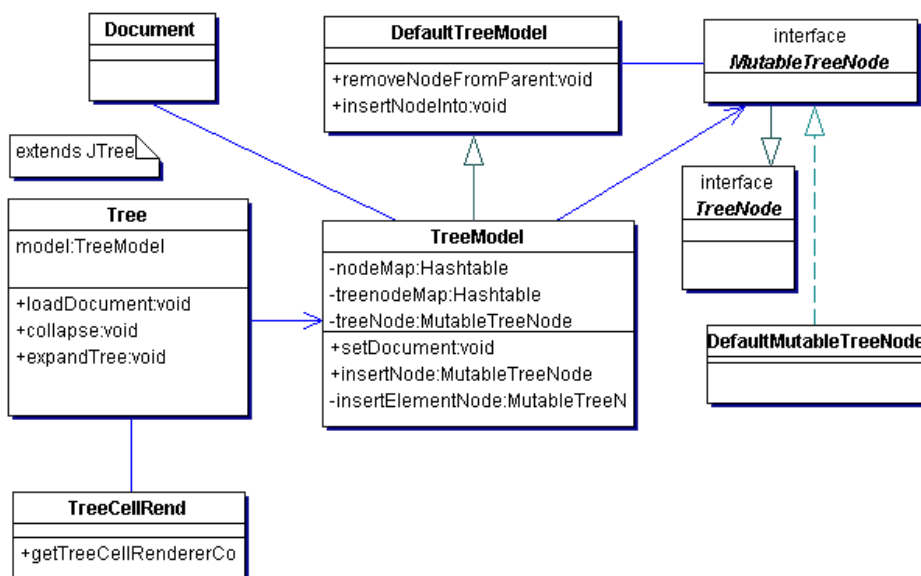 Document
DefaultTreeModel
+removeNodeFromParent:void
+insertNodeInto:void
interface
MutableTreeNode
extends JTree
interface
TreeNode
Tree
model:TreeModel
+loadDocument:void
+collapse:void
+expandTree:void
TreeModel
-nodeMap:Hashtable
-treenodeMap:Hashtable
-treeNode:MutableTreeNode
+setDocument:void
+insertNode:MutableTreeNode
-insertElementNode:MutableTreeN
DefaultMutableTreeNode
TreeCellRend
+getTreeCellRendererCo